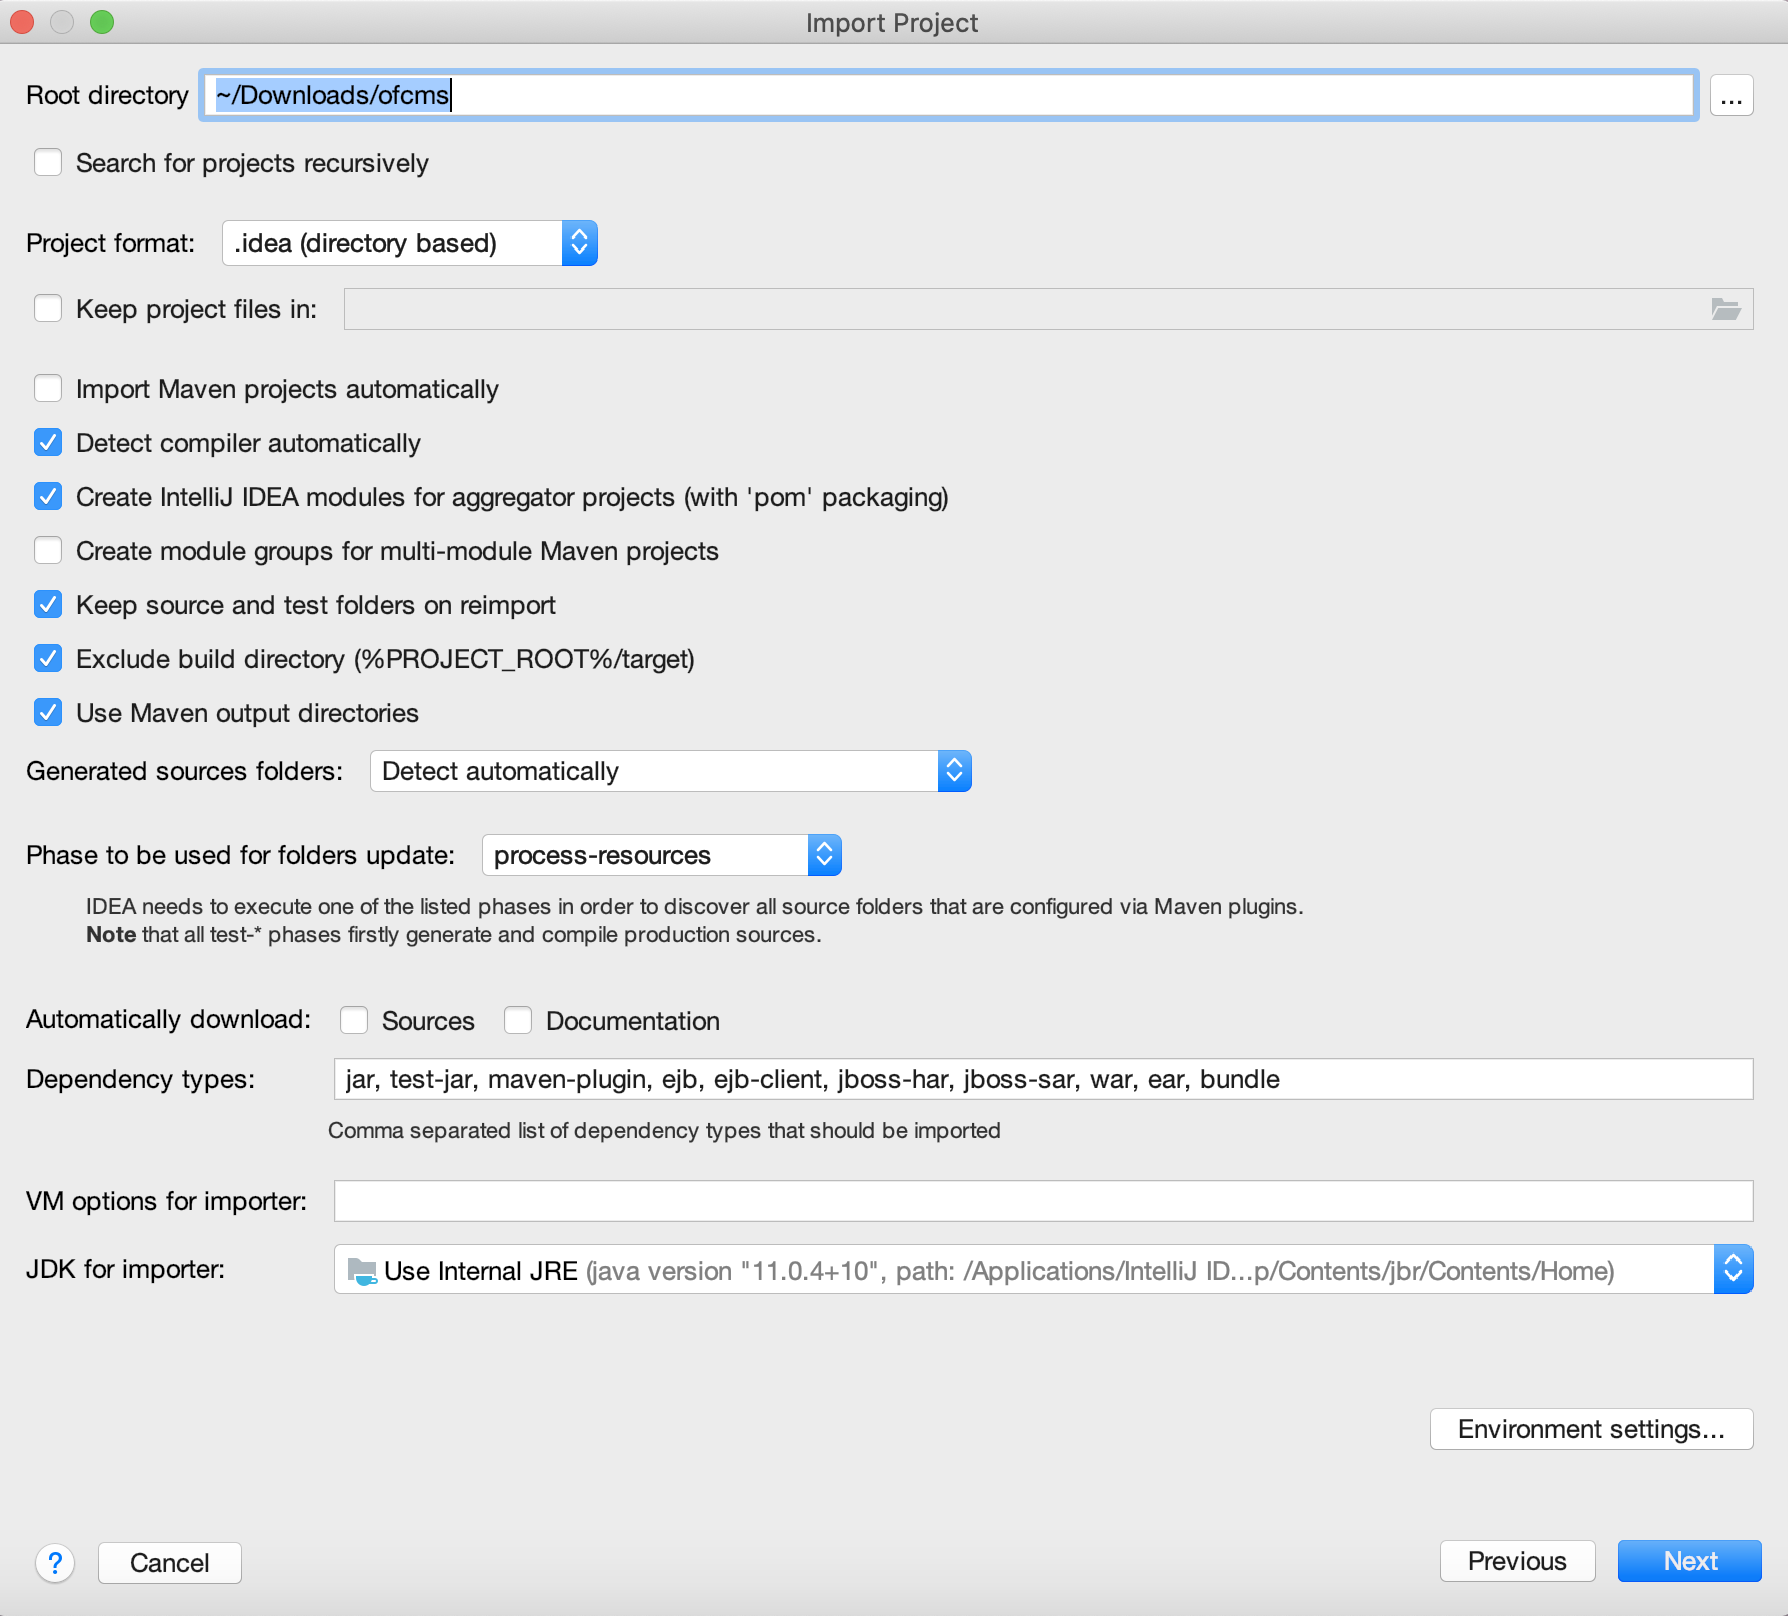 Import Project
Root directory ~/Downloads/ofcms ...
Search for projects recursively
Project format: .idea (directory based)
Keep project files in:
Import Maven projects automatically
Detect compiler automatically
Create IntelliJ IDEA modules for aggregator projects (with 'pom' packaging)
Create module groups for multi-module Maven projects
Keep source and test folders on reimport
Exclude build directory (%PROJECT_ROOT%/target)
Use Maven output directories
Generated sources folders: Detect automatically
Phase to be used for folders update: process-resources
IDEA needs to execute one of the listed phases in order to discover all source folders that are configured via Maven plugins.
Note that all test-* phases firstly generate and compile production sources.
Automatically download: Sources Documentation
Dependency types: jar, test-jar, maven-plugin, ejb, ejb-client, jboss-har, jboss-sar, war, ear, bundle
Comma separated list of dependency types that should be imported
VM options for importer:
JDK for importer: Use Internal JRE (java version "11.0.4+10", path: /Applications/IntelliJ ID...p/Contents/jbr/Contents/Home)
Environment settings...
? Cancel Previous Next